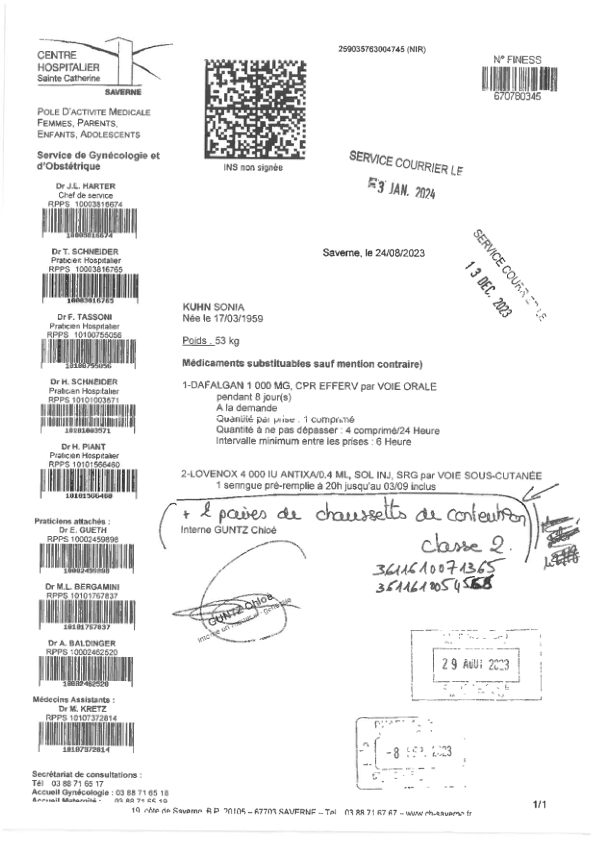 CENTRE
HOSPITALIER
Sainte Catherine
SAVERNE
POLE D'ACTIVITE MEDICALE
FEMMES, PARENTS,
ENFANTS, ADOLESCENTS
Service de Gynécologie et
d'Obstétrique
Dr J.L. HARTER
Chef de service
RPPS 10003816674
10003816674
Dr T. SCHNEIDER
Praticien Hospitalier
RPPS 10003816765
10003816765
Dr F. TASSONI
Praticien Hospitalier
RPPS 10100755056
10100755056
Dr H. SCHNEIDER
Praticien Hospitalier
RPPS 10101003571
10101003571
Dr H. PIANT
Praticien Hospitalier
RPPS 10101566460
10101566460
Praticiens attachés :
Dr E. GUETH
RPPS 10002459898
10002459898
Dr M.L. BERGAMINI
RPPS 10101767837
10101767837
Dr A. BALDINGER
RPPS 10002462520
10002462520
Médecins Assistants :
Dr M. KRETZ
RPPS 10107372814
10107372814
Secrétariat de consultations :
Tél 03 88 71 65 17
Accueil Gynécologie : 03 88 71 65 18
Accueil Maternité : 03 88 71 65 19
259035763004745 (NIR)
N° FINESS
670780345
INS non signée
SERVICE COURRIER LE
3 JAN. 2024
SERVICE COURRIER LE
13 DEC. 2023
Saverne, le 24/08/2023
KUHN SONIA
Née le 17/03/1959
Poids : 53 kg
Médicaments substituables sauf mention contraire)
1-DAFALGAN 1 000 MG, CPR EFFERV par VOIE ORALE
pendant 8 jour(s)
A la demande
Quantité par prise : 1 comprimé
Quantité à ne pas dépasser : 4 comprimé/24 Heure
Intervalle minimum entre les prises : 6 Heure
2-LOVENOX 4 000 IU ANTIXA/0.4 ML, SOL INJ, SRG par VOIE SOUS-CUTANÉE
1 seringue pré-remplie à 20h jusqu'au 03/09 inclus
+ 2 paires de chaussetts de contention
Interne GUNTZ Chloé
classe 2.
3611610071365
GUNTZ Chloé
29 AOUT 2023
-8 SEP. 2023
1/1
19, côte de Saverne, B.P. 20105 – 67703 SAVERNE – Tel. 03 88 71 67 67 – www.ch-saverne.fr